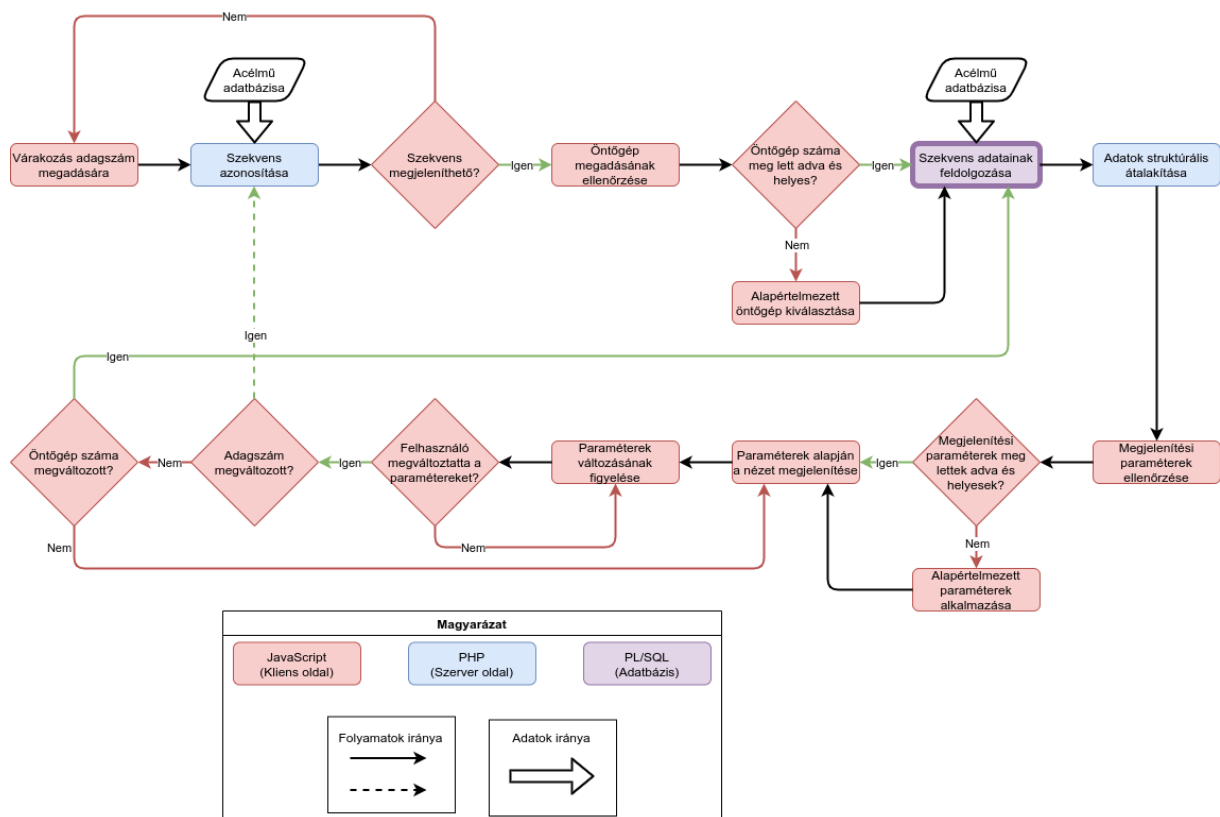 Nem
Acélmű
adatbázisa
Acélmű
adatbázisa
Várakozás adagszám
megadására
Szekvens
azonosítása
Szekvens
megjeleníthető?
Igen
Öntőgép
megadásának
ellenőrzése
Öntőgép száma
meg lett adva és
helyes?
Igen
Szekvens adatainak
feldolgozása
Adatok struktúrális
átalakítása
Nem
Alapértelmezett
öntőgép kiválasztása
Igen
Igen
Öntőgép száma
megváltozott?
Nem
Adagszám
megváltozott?
Igen
Felhasználó
megváltoztatta a
paramétereket?
Paraméterek
változásának
figyelése
Paraméterek alapján
a nézet megjelenítése
Igen
Megjelenítési
paraméterek meg
lettek adva és
helyesek?
Megjelenítési
paraméterek
ellenőrzése
Nem
Nem
Nem
Alapértelmezett
paraméterek
alkalmazása
Magyarázat
JavaScript
(Kliens oldal)
PHP
(Szerver oldal)
PL/SQL
(Adatbázis)
Folyamatok iránya
Adatok iránya